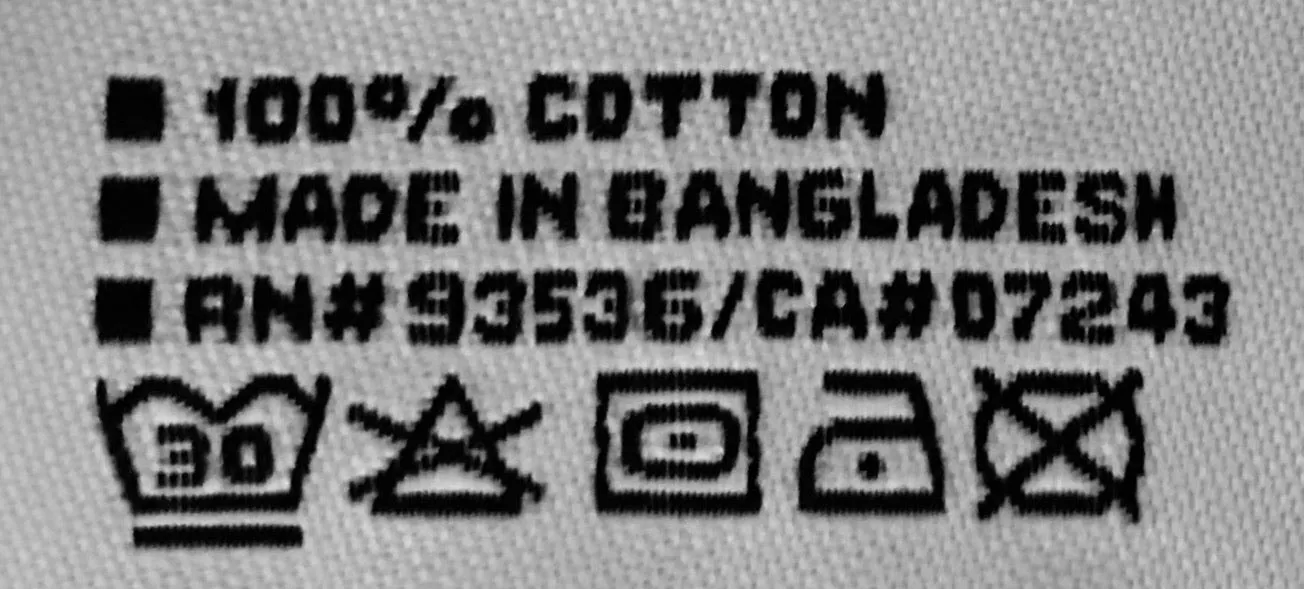 ■ 100% COTTON
■ MADE IN BANGLADESH
■ RN# 93536/CA#07243
30